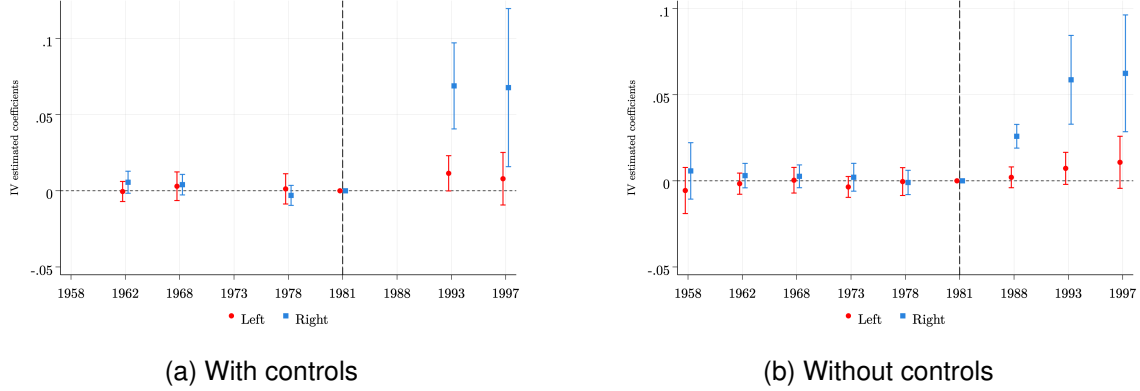 IV estimated coefficients
.1
.05
0
-.05
1958 1962 1968 1973 1978 1981 1988 1993 1997
Left Right
(a) With controls
IV estimated coefficients
.1
.05
0
-.05
1958 1962 1968 1973 1978 1981 1988 1993 1997
Left Right
(b) Without controls